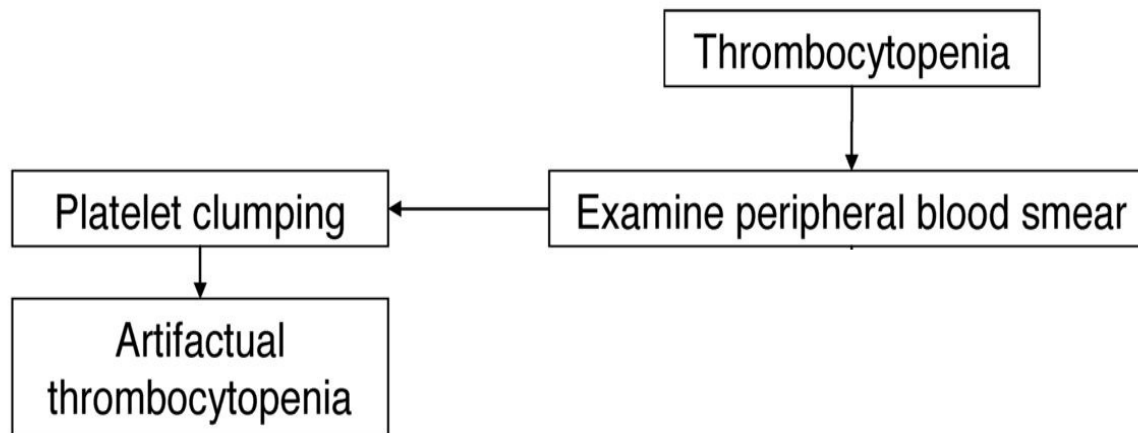 Thrombocytopenia
Examine peripheral blood smear
Platelet clumping
Artifactual
thrombocytopenia